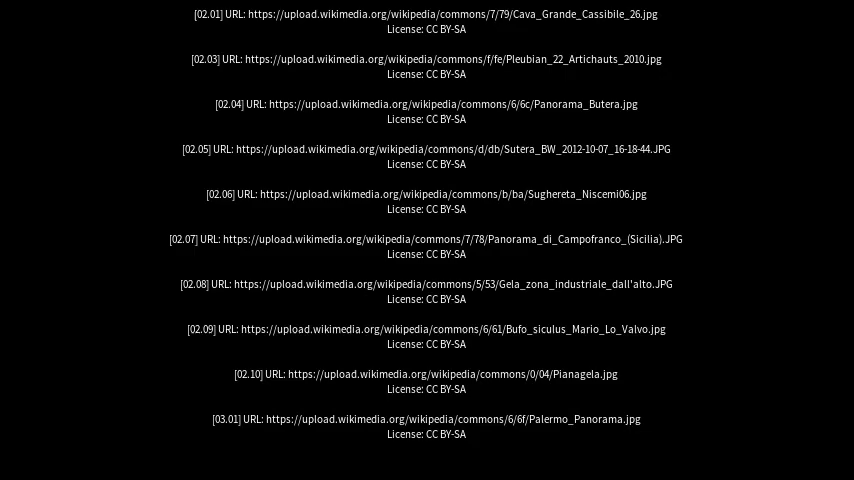 [02.01] URL: https://upload.wikimedia.org/wikipedia/commons/7/79/Cava_Grande_Cassibile_26.jpg
License: CC BY-SA
[02.03] URL: https://upload.wikimedia.org/wikipedia/commons/f/fe/Pleubian_22_Artichauts_2010.jpg
License: CC BY-SA
[02.04] URL: https://upload.wikimedia.org/wikipedia/commons/6/6c/Panorama_Butera.jpg
License: CC BY-SA
[02.05] URL: https://upload.wikimedia.org/wikipedia/commons/d/db/Sutera_BW_2012-10-07_16-18-44.JPG
License: CC BY-SA
[02.06] URL: https://upload.wikimedia.org/wikipedia/commons/b/ba/Sughereta_Niscemi06.jpg
License: CC BY-SA
[02.07] URL: https://upload.wikimedia.org/wikipedia/commons/7/78/Panorama_di_Campofranco_(Sicilia).JPG
License: CC BY-SA
[02.08] URL: https://upload.wikimedia.org/wikipedia/commons/5/53/Gela_zona_industriale_dall'alto.JPG
License: CC BY-SA
[02.09] URL: https://upload.wikimedia.org/wikipedia/commons/6/61/Bufo_siculus_Mario_Lo_Valvo.jpg
License: CC BY-SA
[02.10] URL: https://upload.wikimedia.org/wikipedia/commons/0/04/Pianagela.jpg
License: CC BY-SA
[03.01] URL: https://upload.wikimedia.org/wikipedia/commons/6/6f/Palermo_Panorama.jpg
License: CC BY-SA